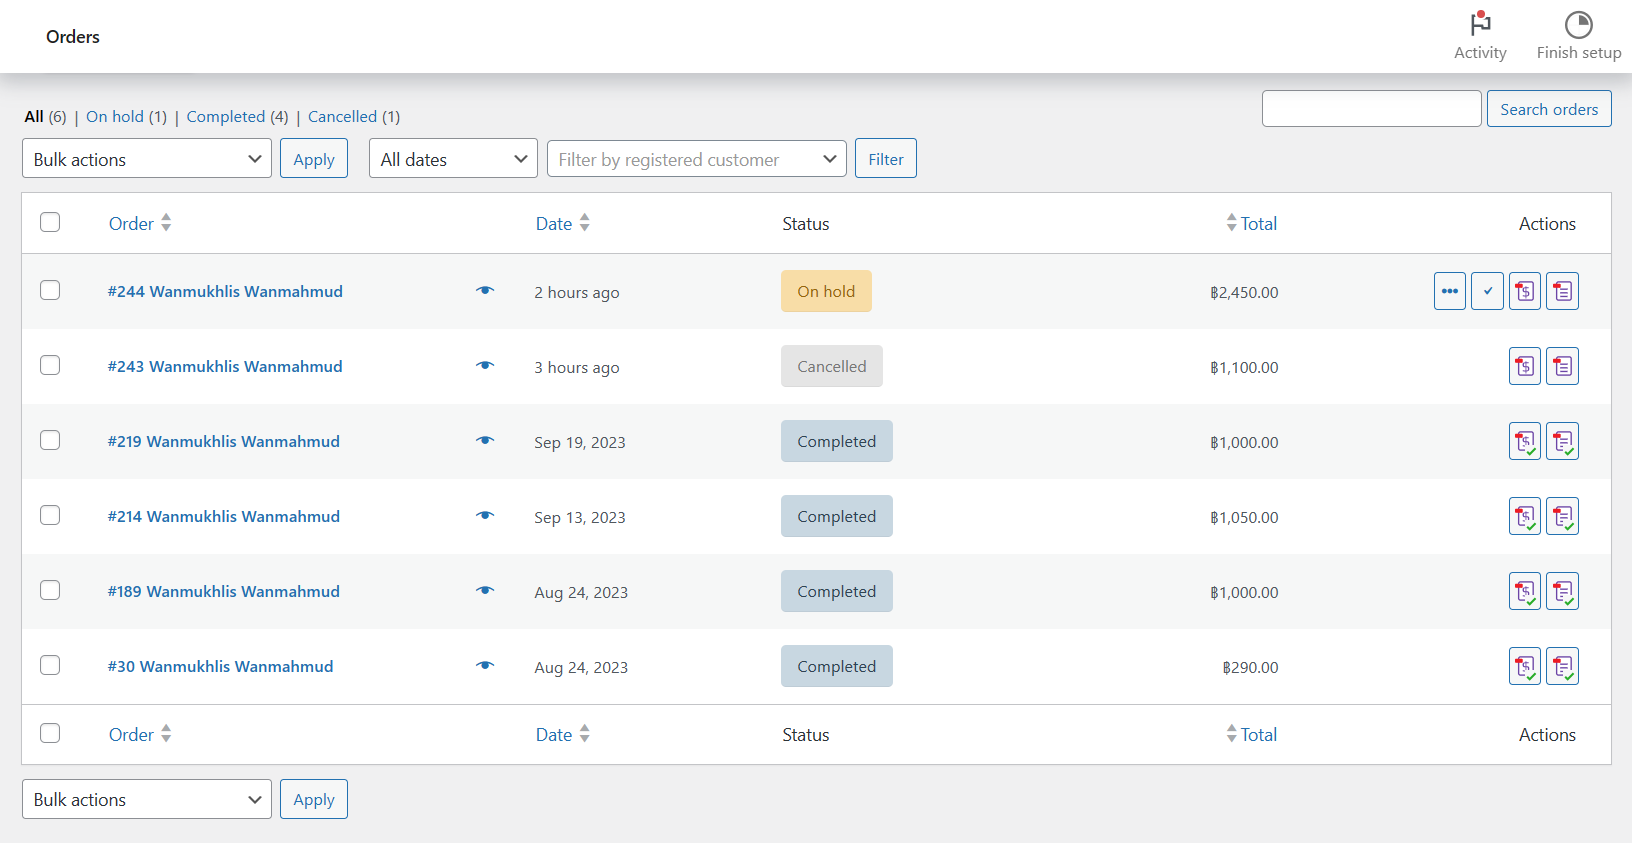 Orders
Activity
Finish setup
All (6) | On hold (1) | Completed (4) | Cancelled (1)
Search orders
Bulk actions Apply All dates Filter by registered customer Filter
Order Date Status Total Actions
#244 Wanmukhlis Wanmahmud 2 hours ago On hold ฿2,450.00
#243 Wanmukhlis Wanmahmud 3 hours ago Cancelled ฿1,100.00
#219 Wanmukhlis Wanmahmud Sep 19, 2023 Completed ฿1,000.00
#214 Wanmukhlis Wanmahmud Sep 13, 2023 Completed ฿1,050.00
#189 Wanmukhlis Wanmahmud Aug 24, 2023 Completed ฿1,000.00
#30 Wanmukhlis Wanmahmud Aug 24, 2023 Completed ฿290.00
Order Date Status Total Actions
Bulk actions Apply